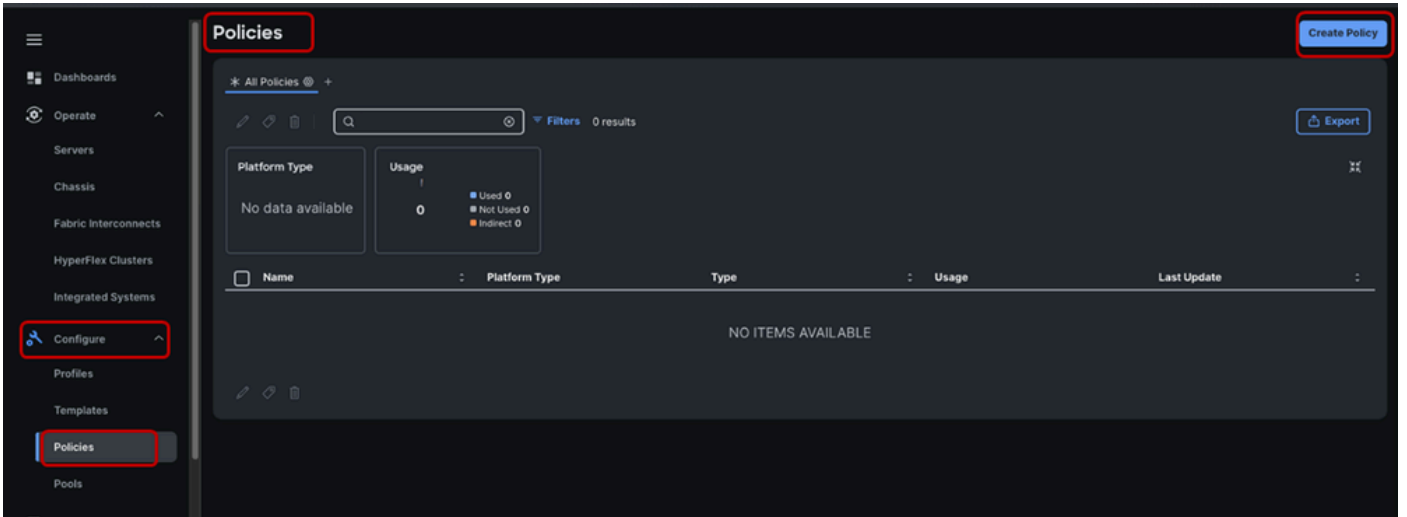 Policies
Create Policy
Dashboards
All Policies
+
Operate
Filters
0 results
Export
Servers
Platform Type
Usage
Chassis
No data available
0
Used 0
Not Used 0
Indirect 0
Fabric Interconnects
HyperFlex Clusters
Name
Platform Type
Type
Usage
Last Update
Integrated Systems
Configure
NO ITEMS AVAILABLE
Profiles
Templates
Policies
Pools